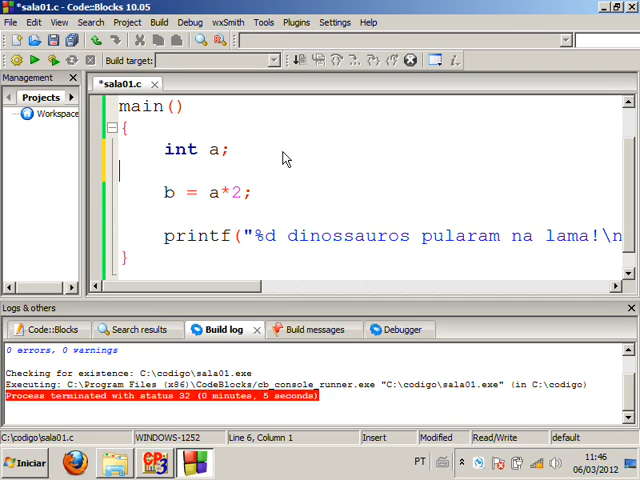 *sala01.c - Code::Blocks 10.05
File Edit View Search Project Build Debug wxSmith Tools Plugins Settings Help
Build target:
Management
Projects
Workspace
*sala01.c
main()
{
int a;
b = a*2;
printf("%d dinossauros pularam na lama!\n
}
Logs & others
Code::Blocks Search results Build log Build messages Debugger
0 errors, 0 warnings
Checking for existence: C:\codigo\sala01.exe
Executing: C:\Program Files (x86)\CodeBlocks/cb_console_runner.exe "C:\codigo\sala01.exe" (in C:\codigo)
Process terminated with status 32 (0 minutes, 5 seconds)
C:\codigo\sala01.c WINDOWS-1252 Line 6, Column 1 Insert Modified Read/Write default
Iniciar PT 11:46
06/03/2012